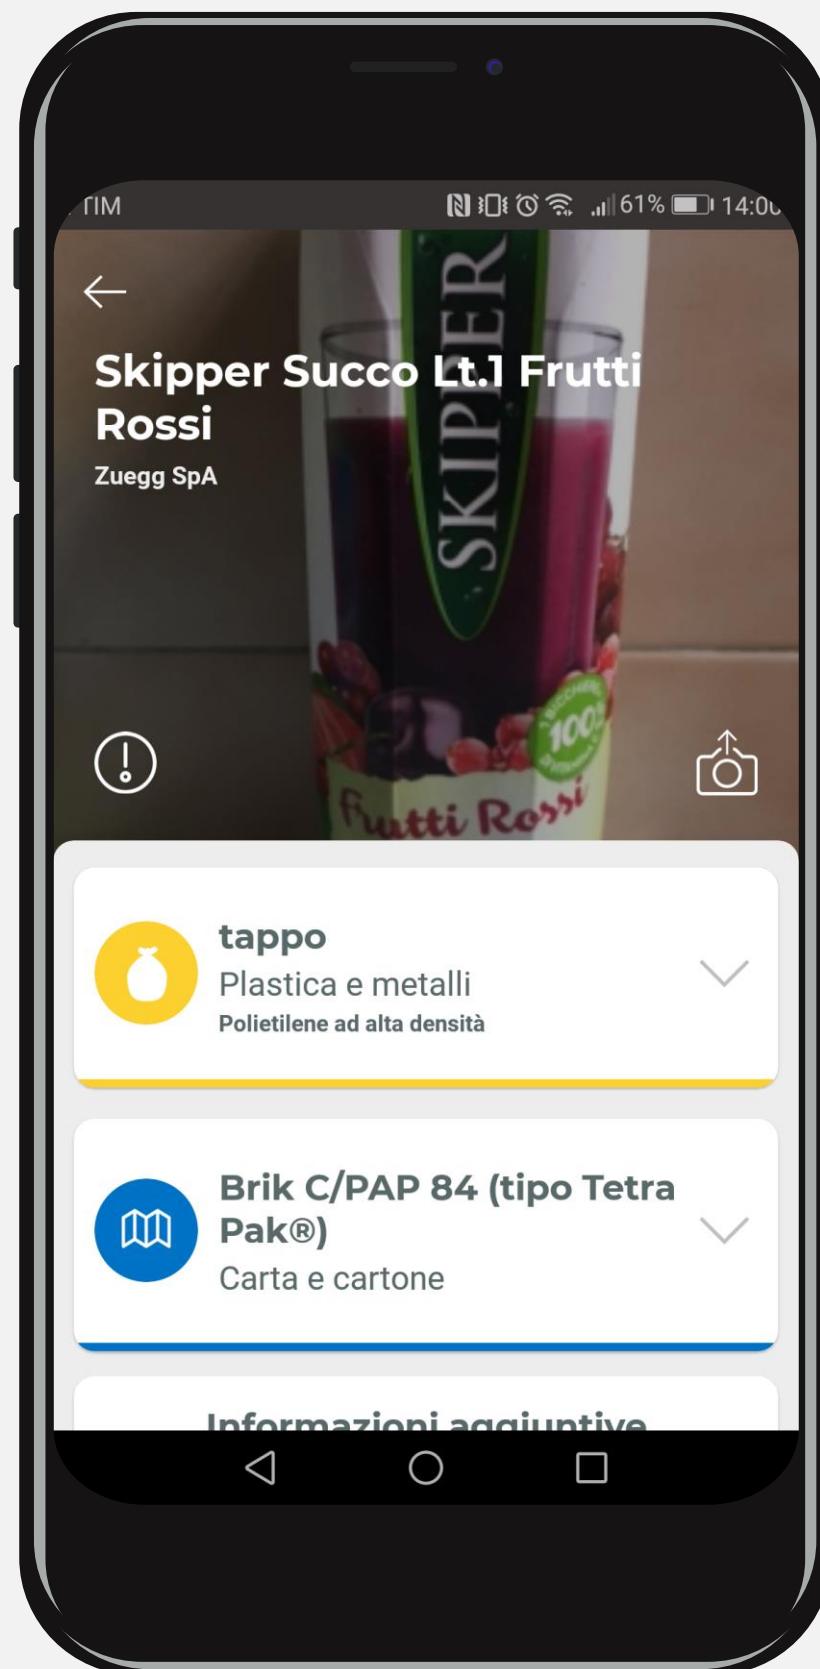 TIM 61% 14:00
Skipper Succo Lt.1 Frutti
Rossi
Zuegg SpA
SKIPPER
100%
Frutti Rossi
tappo
Plastica e metalli
Polietilene ad alta densità
Brik C/PAP 84 (tipo Tetra
Pak®)
Carta e cartone
Informazioni aggiuntive